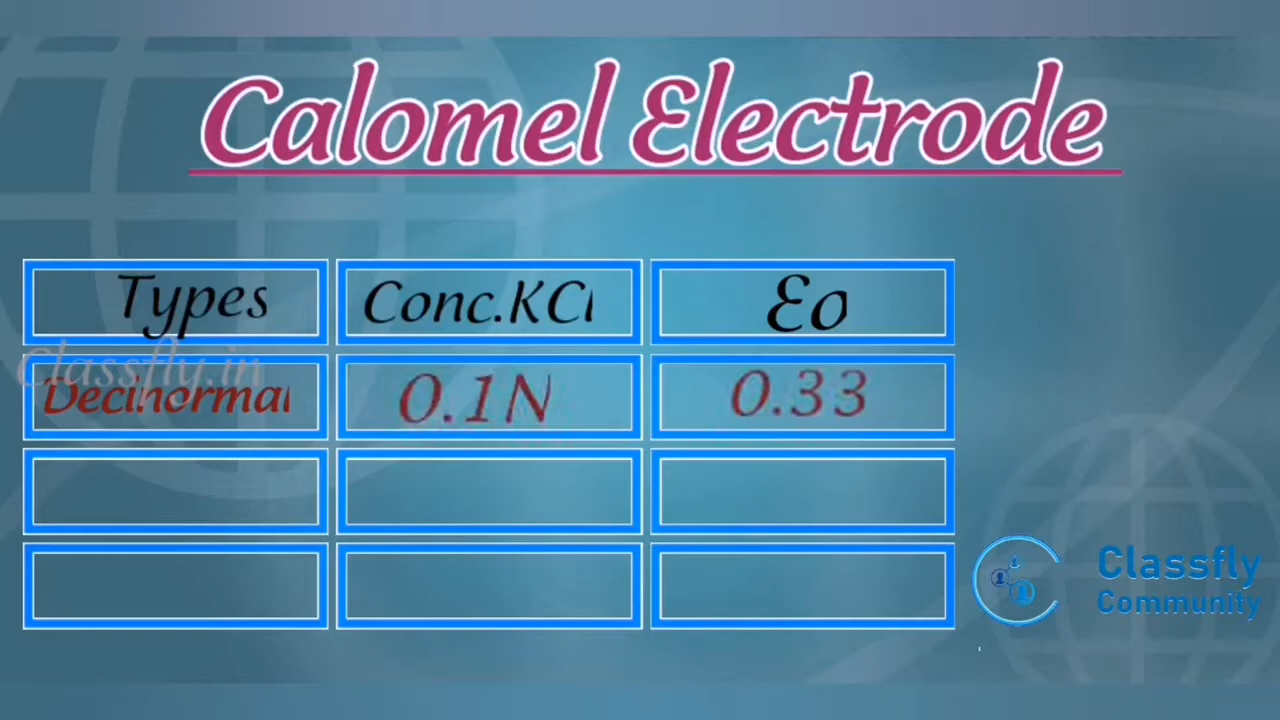 Calomel Electrode
Types Conc.KCl Eo
Classfly.in
Decinormal 0.1N 0.33
Classfly
Community